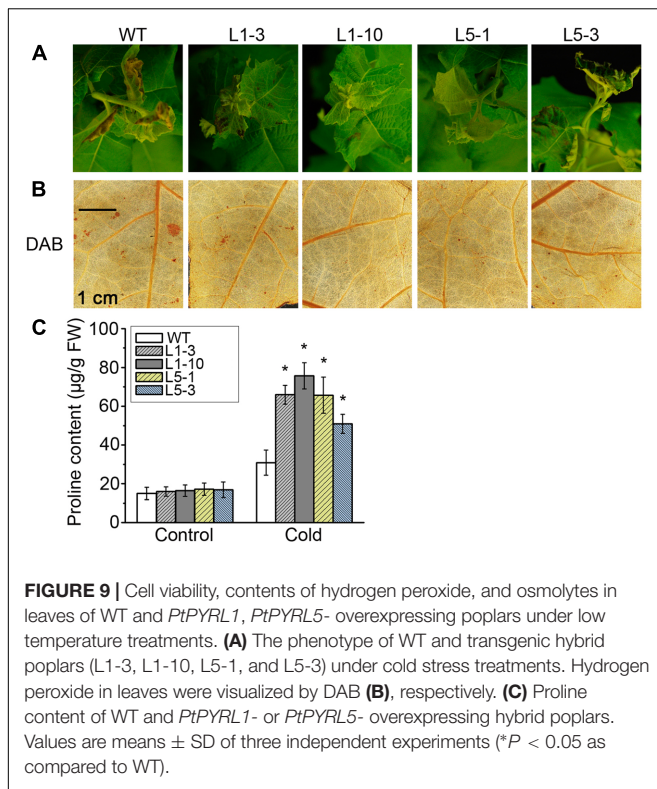 WT L1-3 L1-10 L5-1 L5-3
A
B
DAB
1 cm
C
100
80
60
40
20
0
Proline content (µg/g FW)
WT
L1-3
L1-10
L5-1
L5-3
* * * *
Control Cold
FIGURE 9 | Cell viability, contents of hydrogen peroxide, and osmolytes in
leaves of WT and PtPYRL1, PtPYRL5- overexpressing poplars under low
temperature treatments. (A) The phenotype of WT and transgenic hybrid
poplars (L1-3, L1-10, L5-1, and L5-3) under cold stress treatments. Hydrogen
peroxide in leaves were visualized by DAB (B), respectively. (C) Proline
content of WT and PtPYRL1- or PtPYRL5- overexpressing hybrid poplars.
Values are means ± SD of three independent experiments (*P < 0.05 as
compared to WT).